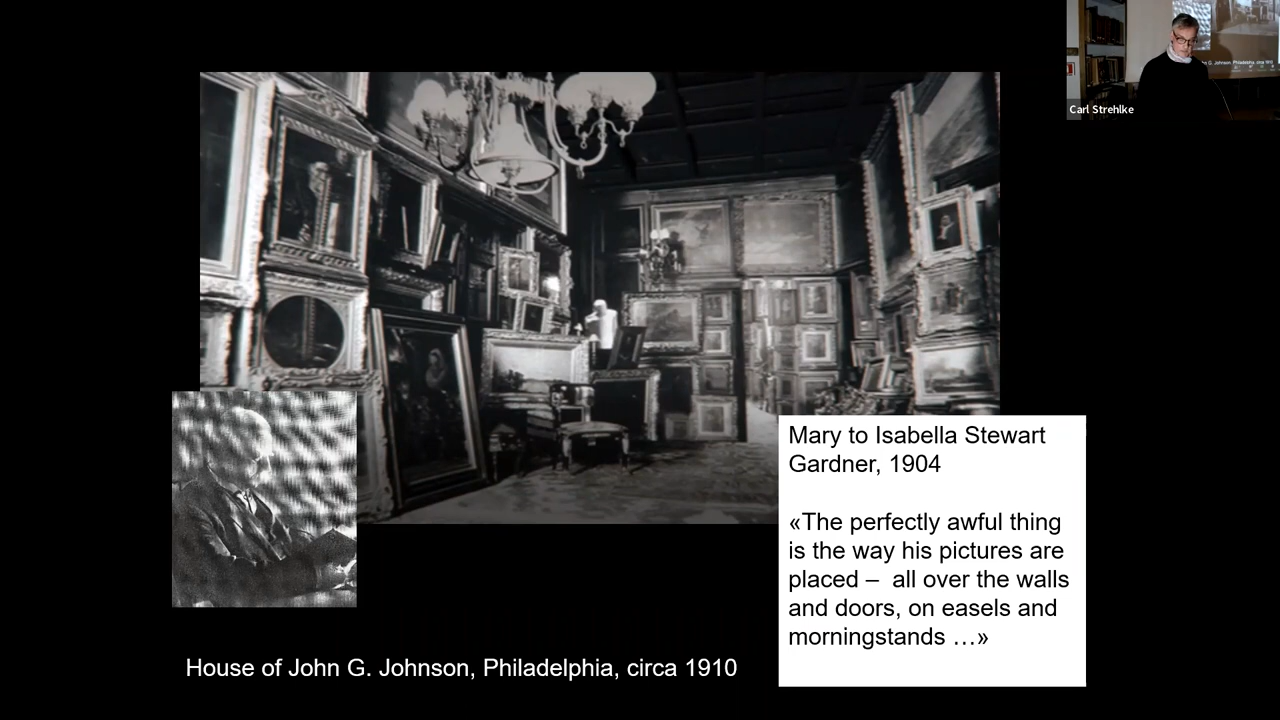 Carl Strehlke
Mary to Isabella Stewart
Gardner, 1904
«The perfectly awful thing
is the way his pictures are
placed – all over the walls
and doors, on easels and
morningstands …»
House of John G. Johnson, Philadelphia, circa 1910